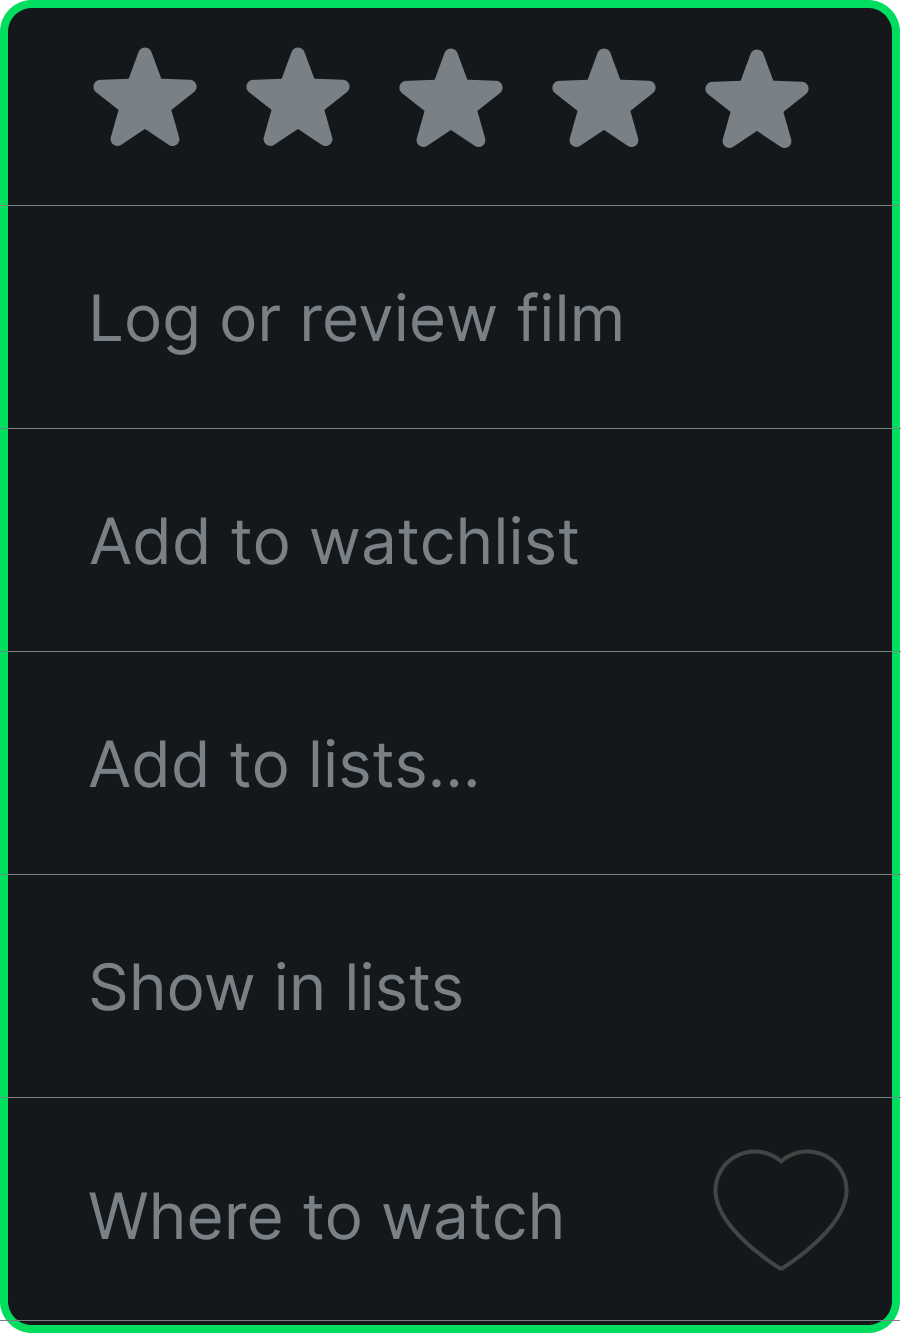 Log or review film
Add to watchlist
Add to lists...
Show in lists
Where to watch